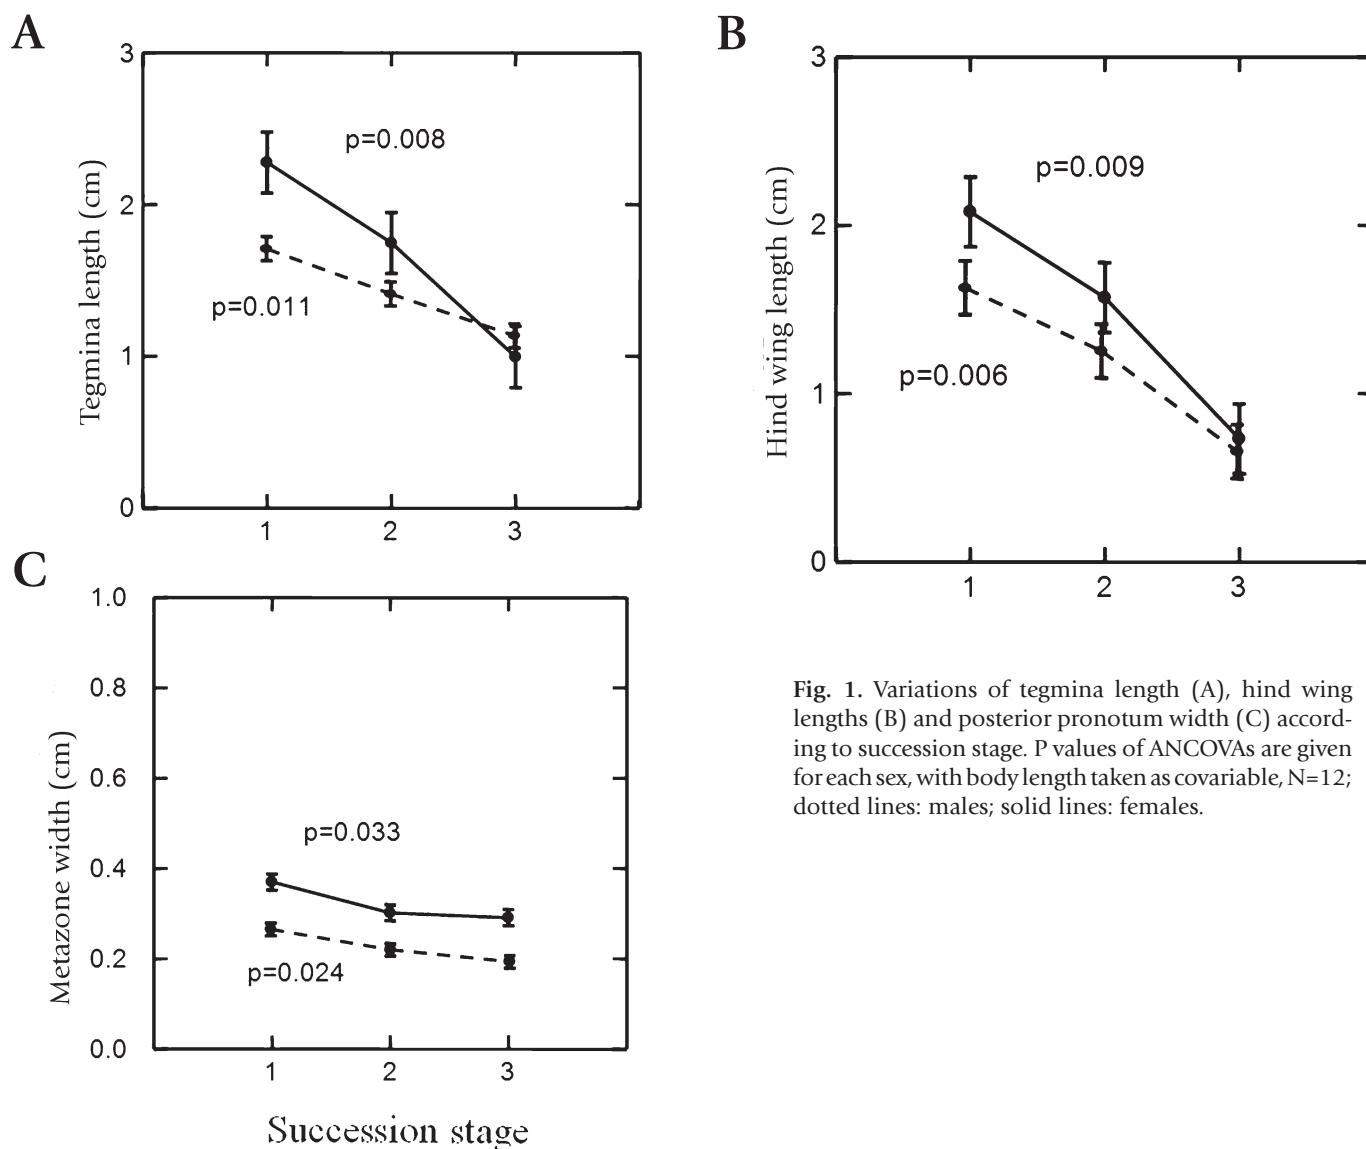 A
3
2
1
0
Tegmina length (cm)
p=0.008
p=0.011
1 2 3
B
3
2
1
0
Hind wing length (cm)
p=0.009
p=0.006
1 2 3
C
1.0
0.8
0.6
0.4
0.2
0.0
Metazone width (cm)
p=0.033
p=0.024
1 2 3
Succession stage
Fig. 1. Variations of tegmina length (A), hind wing
lengths (B) and posterior pronotum width (C) accord-
ing to succession stage. P values of ANCOVAs are given
for each sex, with body length taken as covariable, N=12;
dotted lines: males; solid lines: females.